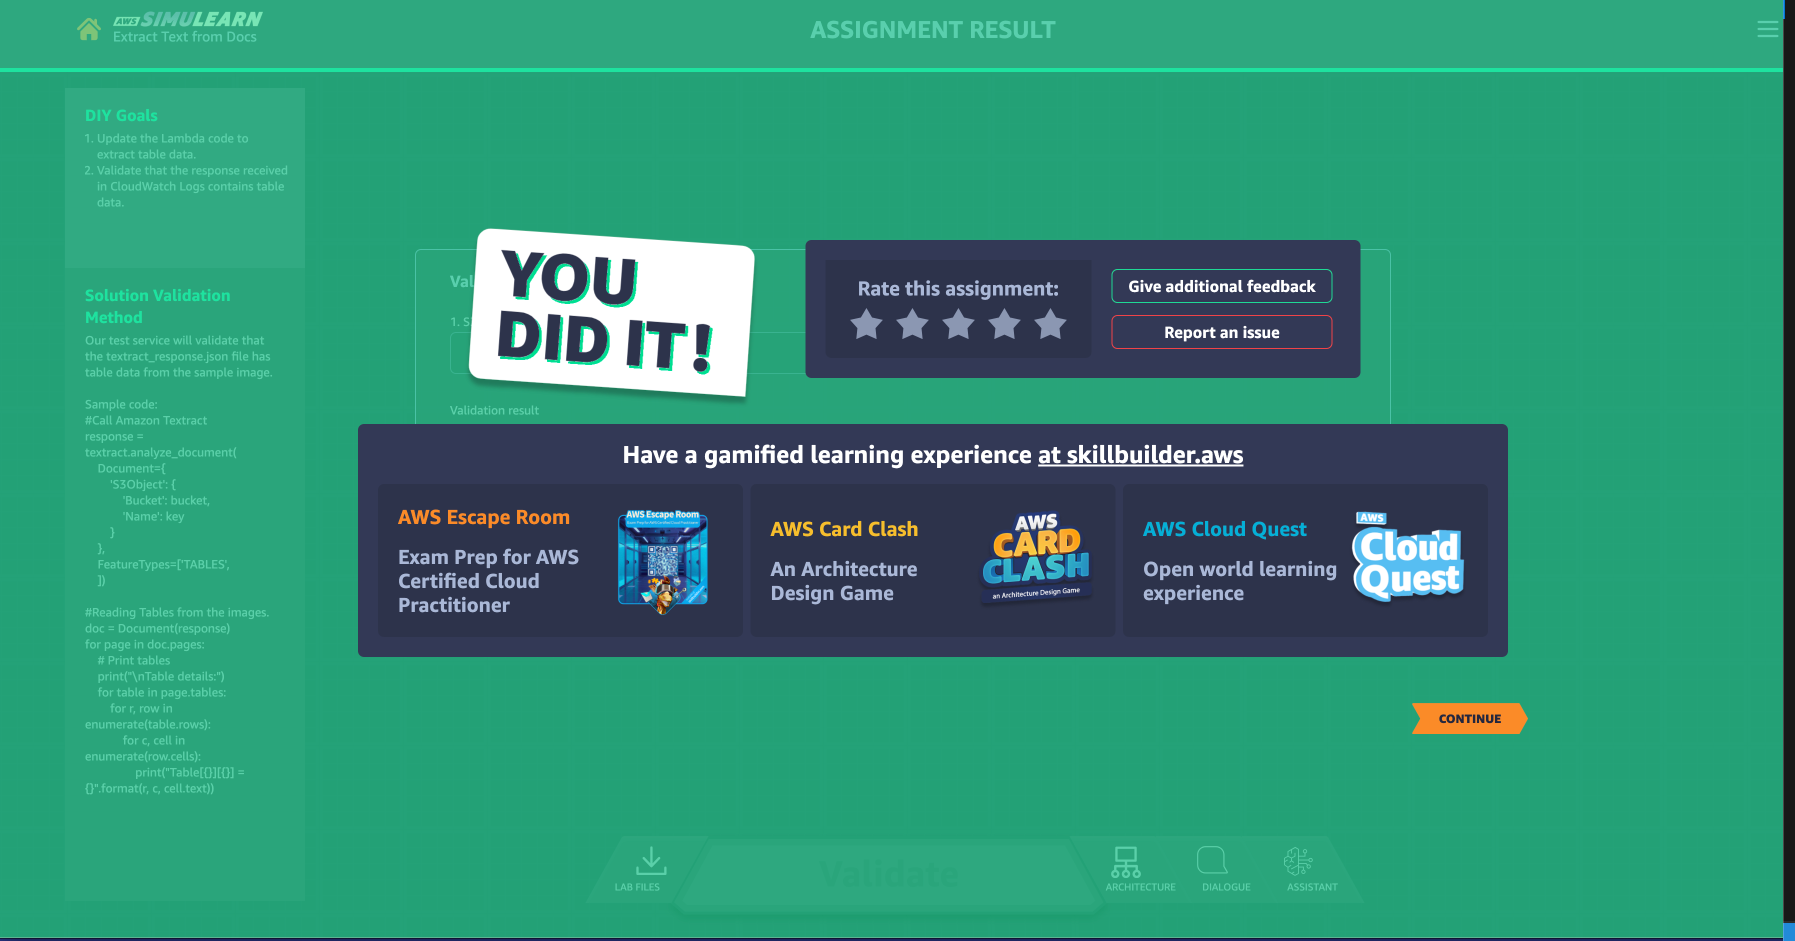 AWS SIMULEARN
Extract Text from Docs
ASSIGNMENT RESULT
DIY Goals
1. Update the Lambda code to
extract table data.
2. Validate that the response received
in CloudWatch Logs contains table
data.
Solution Validation
Method
Our test service will validate that
the textract_response.json file has
table data from the sample image.
Sample code:
#Call Amazon Textract
response =
textract.analyze_document(
Document={
'S3Object': {
'Bucket': bucket,
'Name': key
}
},
FeatureTypes=['TABLES',
])
#Reading Tables from the images.
doc = Document(response)
for page in doc.pages:
# Print tables
print("\nTable details:")
for table in page.tables:
for r, row in
enumerate(table.rows):
for c, cell in
enumerate(row.cells):
print("Table[{}][{}] =
{}".format(r, c, cell.text))
Val
1. S
YOU
DID IT!
Validation result
Rate this assignment:
Give additional feedback
Report an issue
Have a gamified learning experience at skillbuilder.aws
AWS Escape Room
Exam Prep for AWS
Certified Cloud
Practitioner
AWS Escape Room
AWS Card Clash
An Architecture
Design Game
AWS
CARD
CLASH
an Architecture Design Game
AWS Cloud Quest
Open world learning
experience
AWS
Cloud
Quest
CONTINUE
LAB FILES
Validate
ARCHITECTURE
DIALOGUE
ASSISTANT